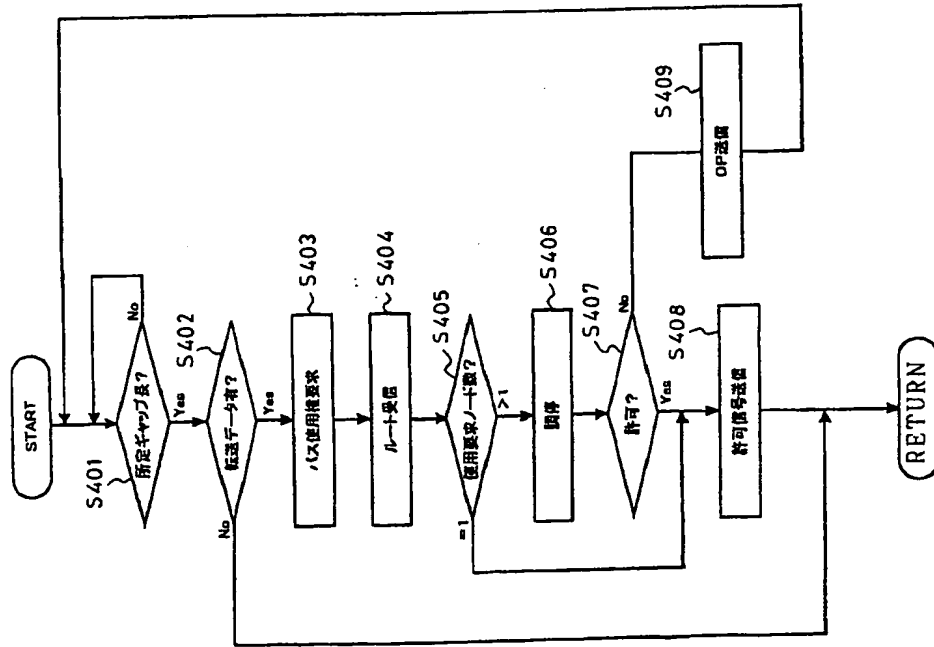 START
S401
所定ギャップ長?
No
Yes
S402
転送データ有?
No
Yes
S403
バス使用権要求
S404
ルート受信
S405
使用要求ノード数?
=1
>1
S406
調停
S407
許可?
No
Yes
S408
許可信号送信
S409
DP送信
RETURN